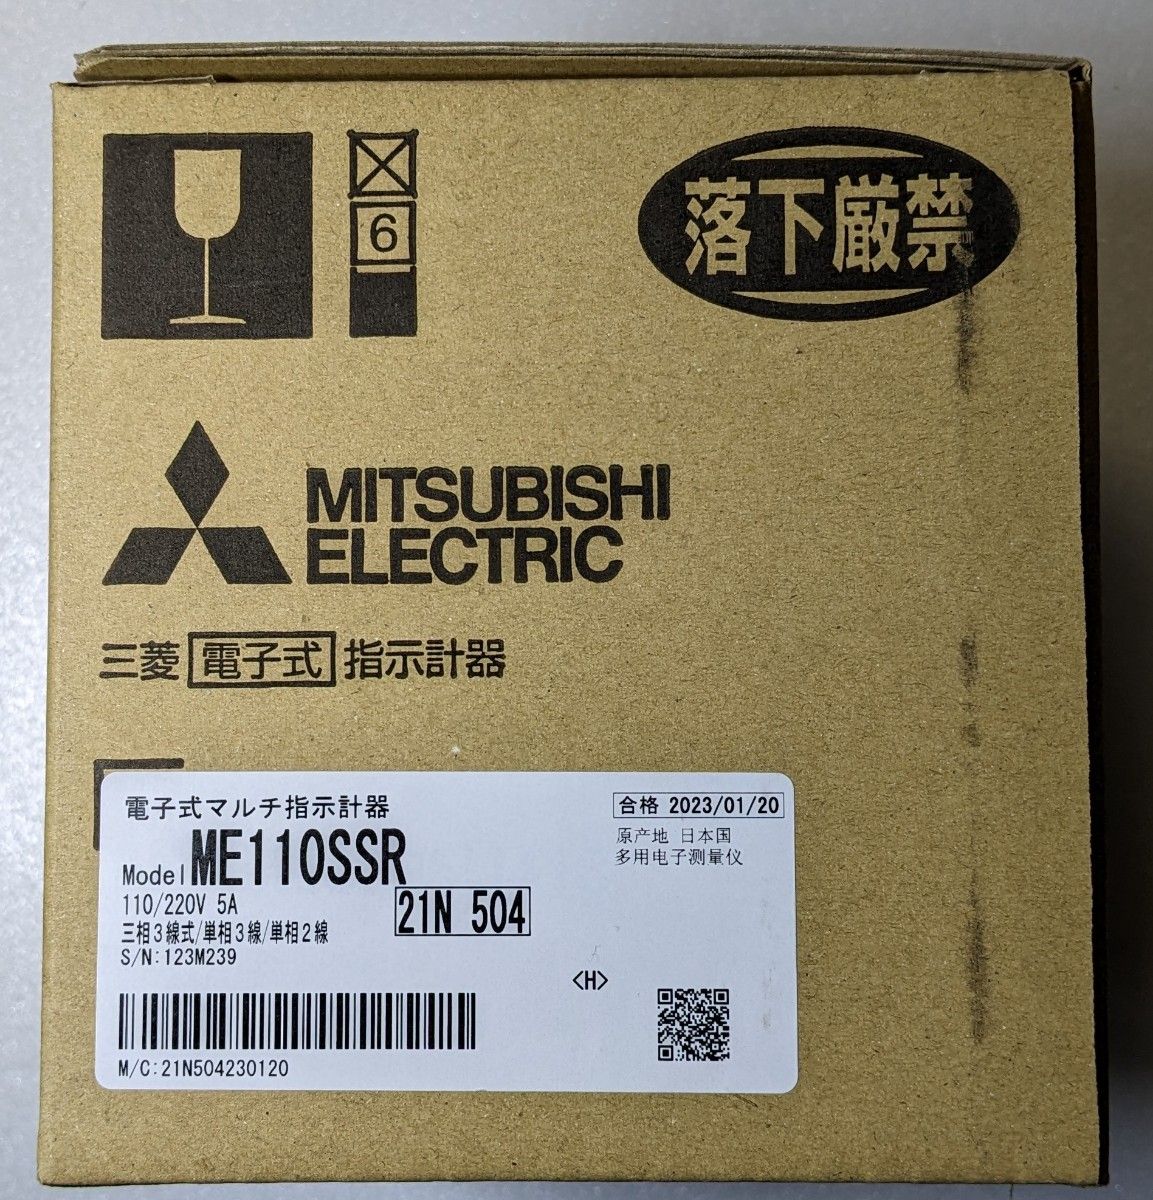 6
落下厳禁
MITSUBISHI
ELECTRIC
三菱 電子式 指示計器
電子式マルチ指示計器
合格 2023/01/20
Model ME110SSR
原产地 日本国
多用电子测量仪
110/220V 5A
21N 504
三相3線式/単相3線/単相2線
S/N:123M239
<H>
M/C:21N504230120